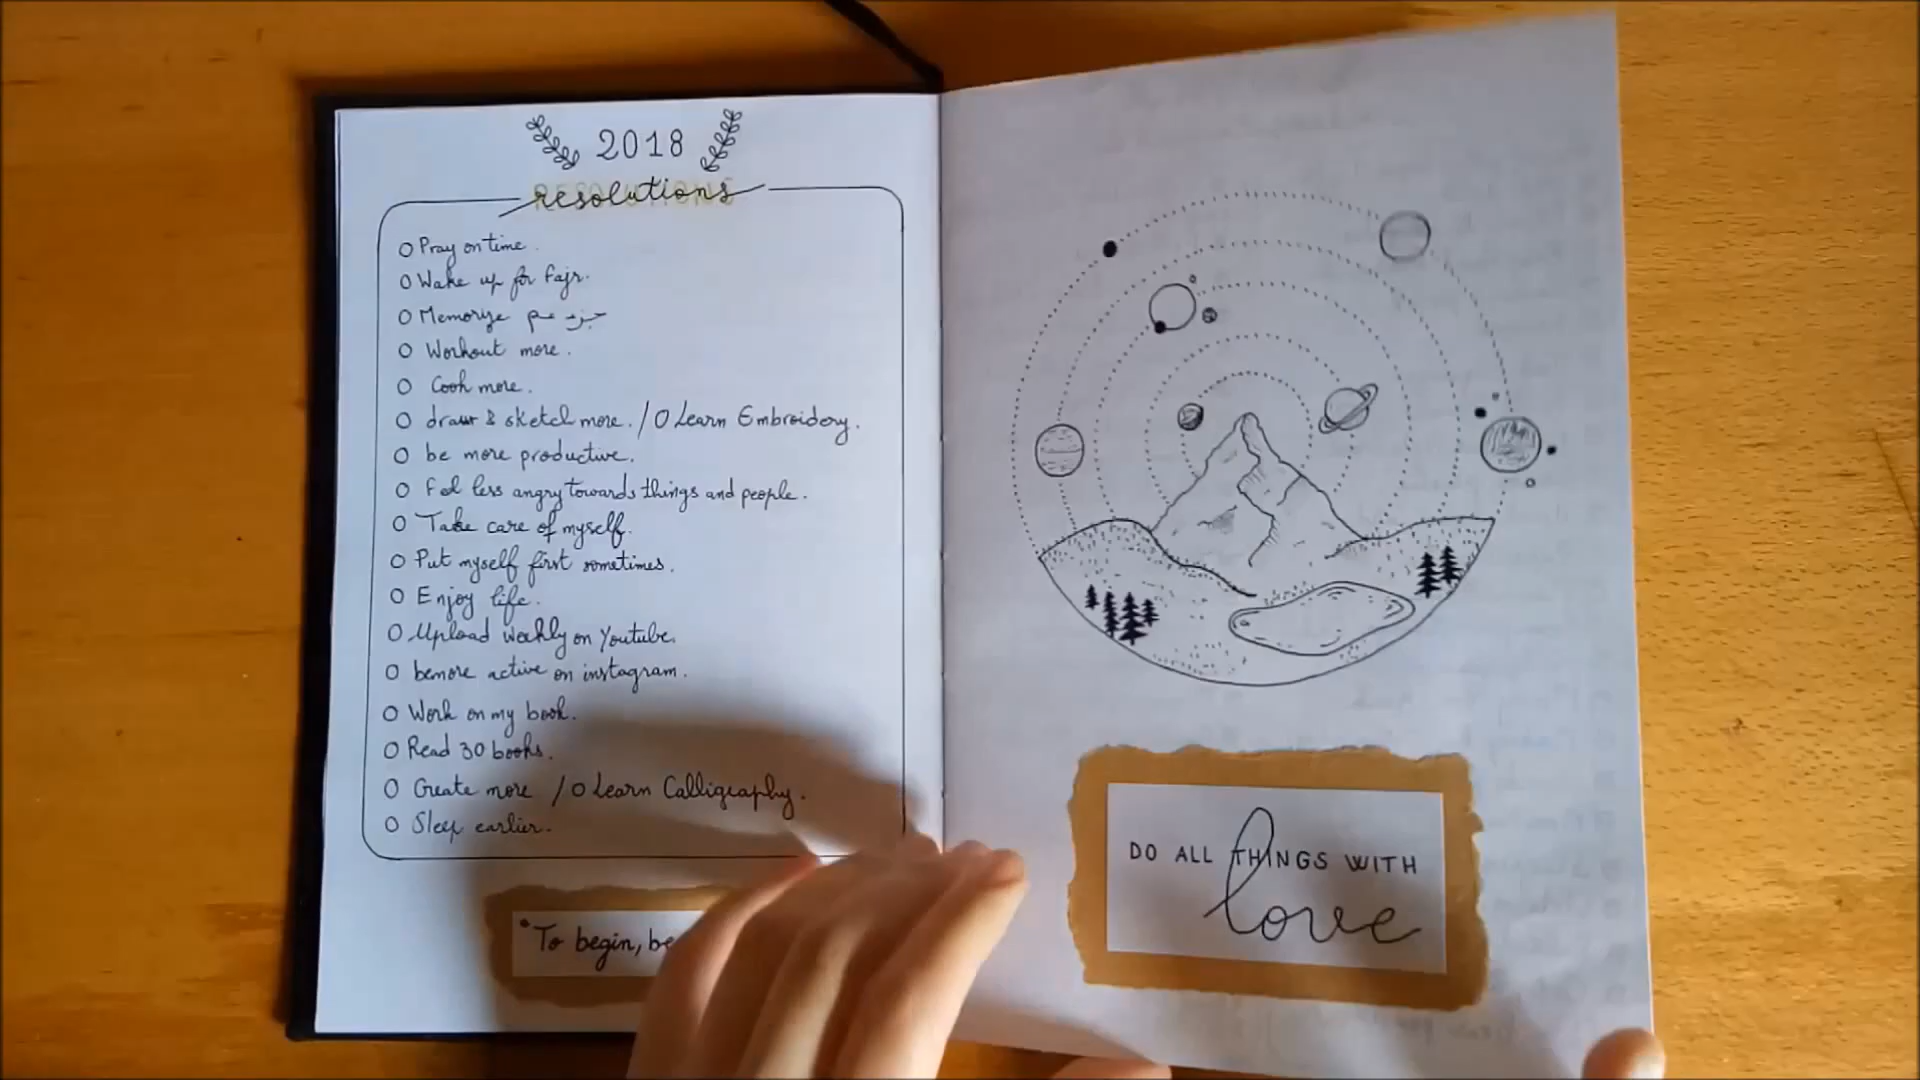 2018
resolutions
O Pray on time.
O Wake up for Fajr.
O Memorize جزء عم
O Workout more.
O Cook more.
O draw & sketch more. / O Learn Embroidery.
O be more productive.
O Feel less angry towards things and people.
O Take care of myself.
O Put myself first sometimes.
O Enjoy life.
O Upload weekly on Youtube.
O be more active on instagram.
O Work on my book.
O Read 30 books.
O Create more / O Learn Calligraphy.
O Sleep earlier.
"To begin, be
DO ALL THINGS WITH
love